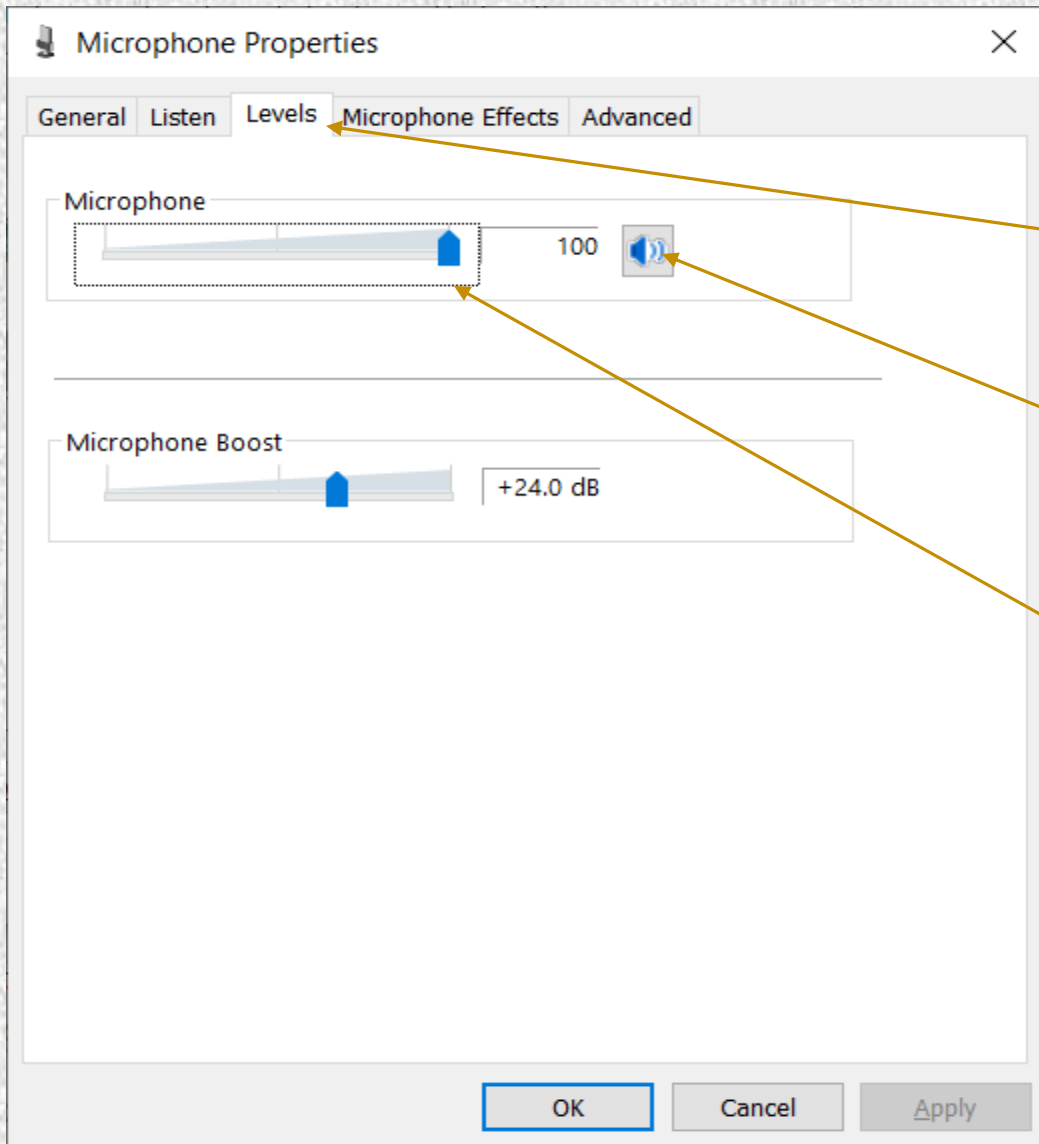 Microphone Properties
General Listen Levels Microphone Effects Advanced
Microphone
100
Microphone Boost
+24.0 dB
OK Cancel Apply